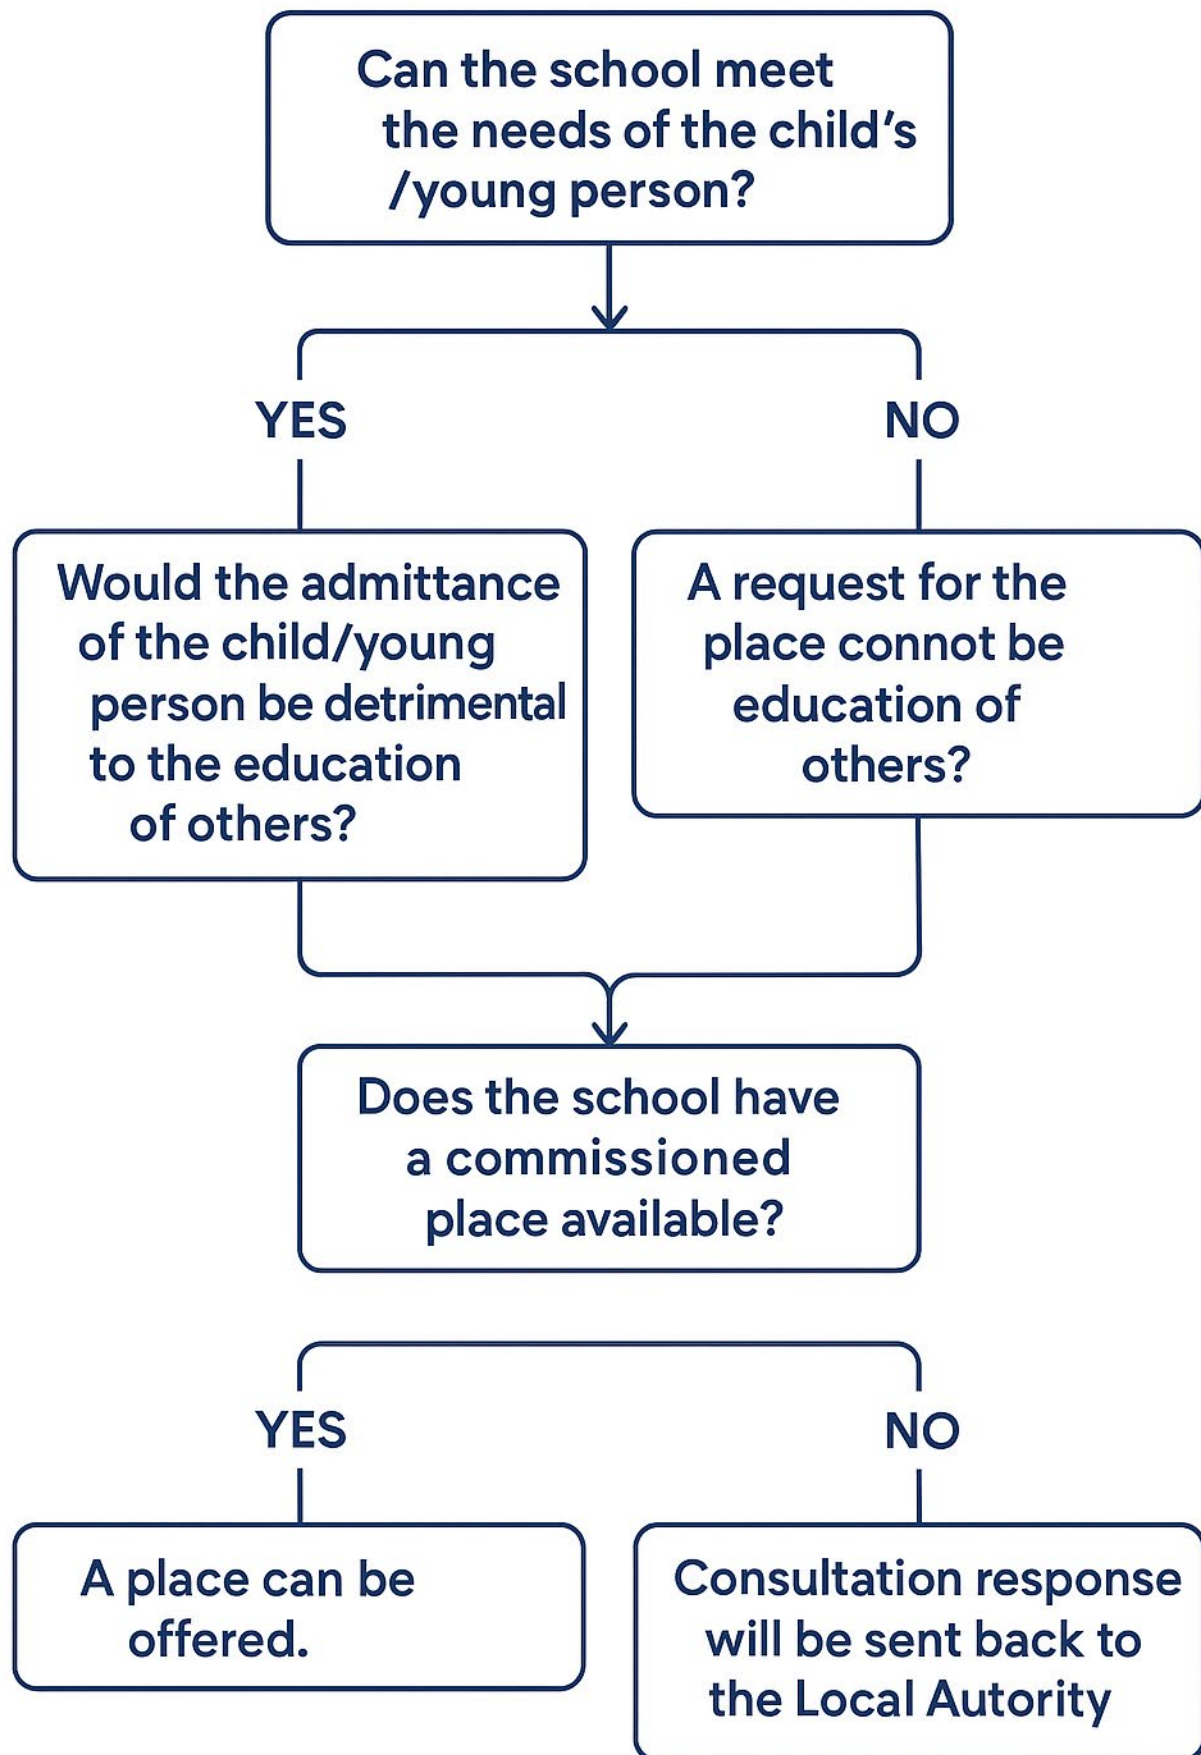 Can the school meet
the needs of the child's
/young person?
YES
NO
Would the admittance
of the child/young
person be detrimental
to the education
of others?
A request for the
place connot be
education of
others?
Does the school have
a commissioned
place available?
YES
NO
A place can be
offered.
Consultation response
will be sent back to
the Local Autority